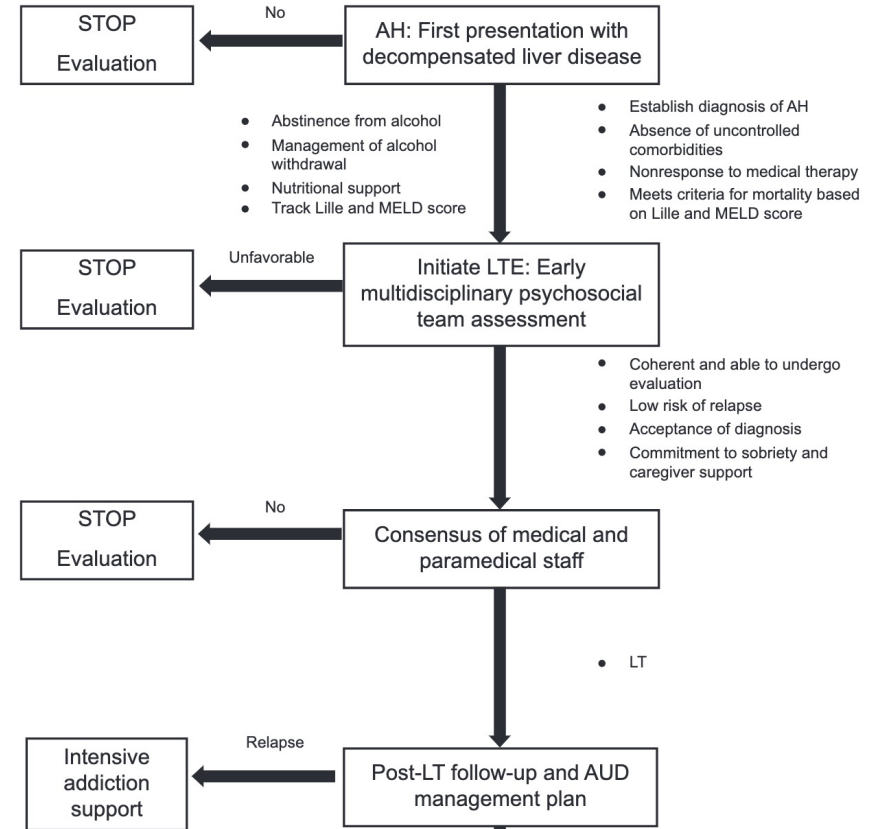 No
STOP
Evaluation
AH: First presentation with
decompensated liver disease
• Abstinence from alcohol
• Management of alcohol
withdrawal
• Nutritional support
• Track Lille and MELD score
• Establish diagnosis of AH
• Absence of uncontrolled
comorbidities
• Nonresponse to medical therapy
• Meets criteria for mortality based
on Lille and MELD score
Unfavorable
STOP
Evaluation
Initiate LTE: Early
multidisciplinary psychosocial
team assessment
• Coherent and able to undergo
evaluation
• Low risk of relapse
• Acceptance of diagnosis
• Commitment to sobriety and
caregiver support
No
STOP
Evaluation
Consensus of medical and
paramedical staff
• LT
Relapse
Intensive
addiction
support
Post-LT follow-up and AUD
management plan